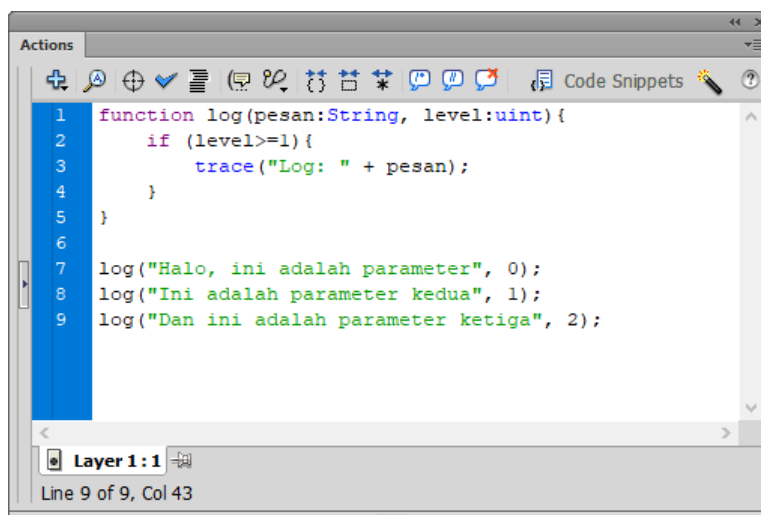 Actions
Code Snippets
1 function log(pesan:String, level:uint){
2 if (level>=1){
3 trace("Log: " + pesan);
4 }
5 }
6
7 log("Halo, ini adalah parameter", 0);
8 log("Ini adalah parameter kedua", 1);
9 log("Dan ini adalah parameter ketiga", 2);
Layer 1 : 1
Line 9 of 9, Col 43